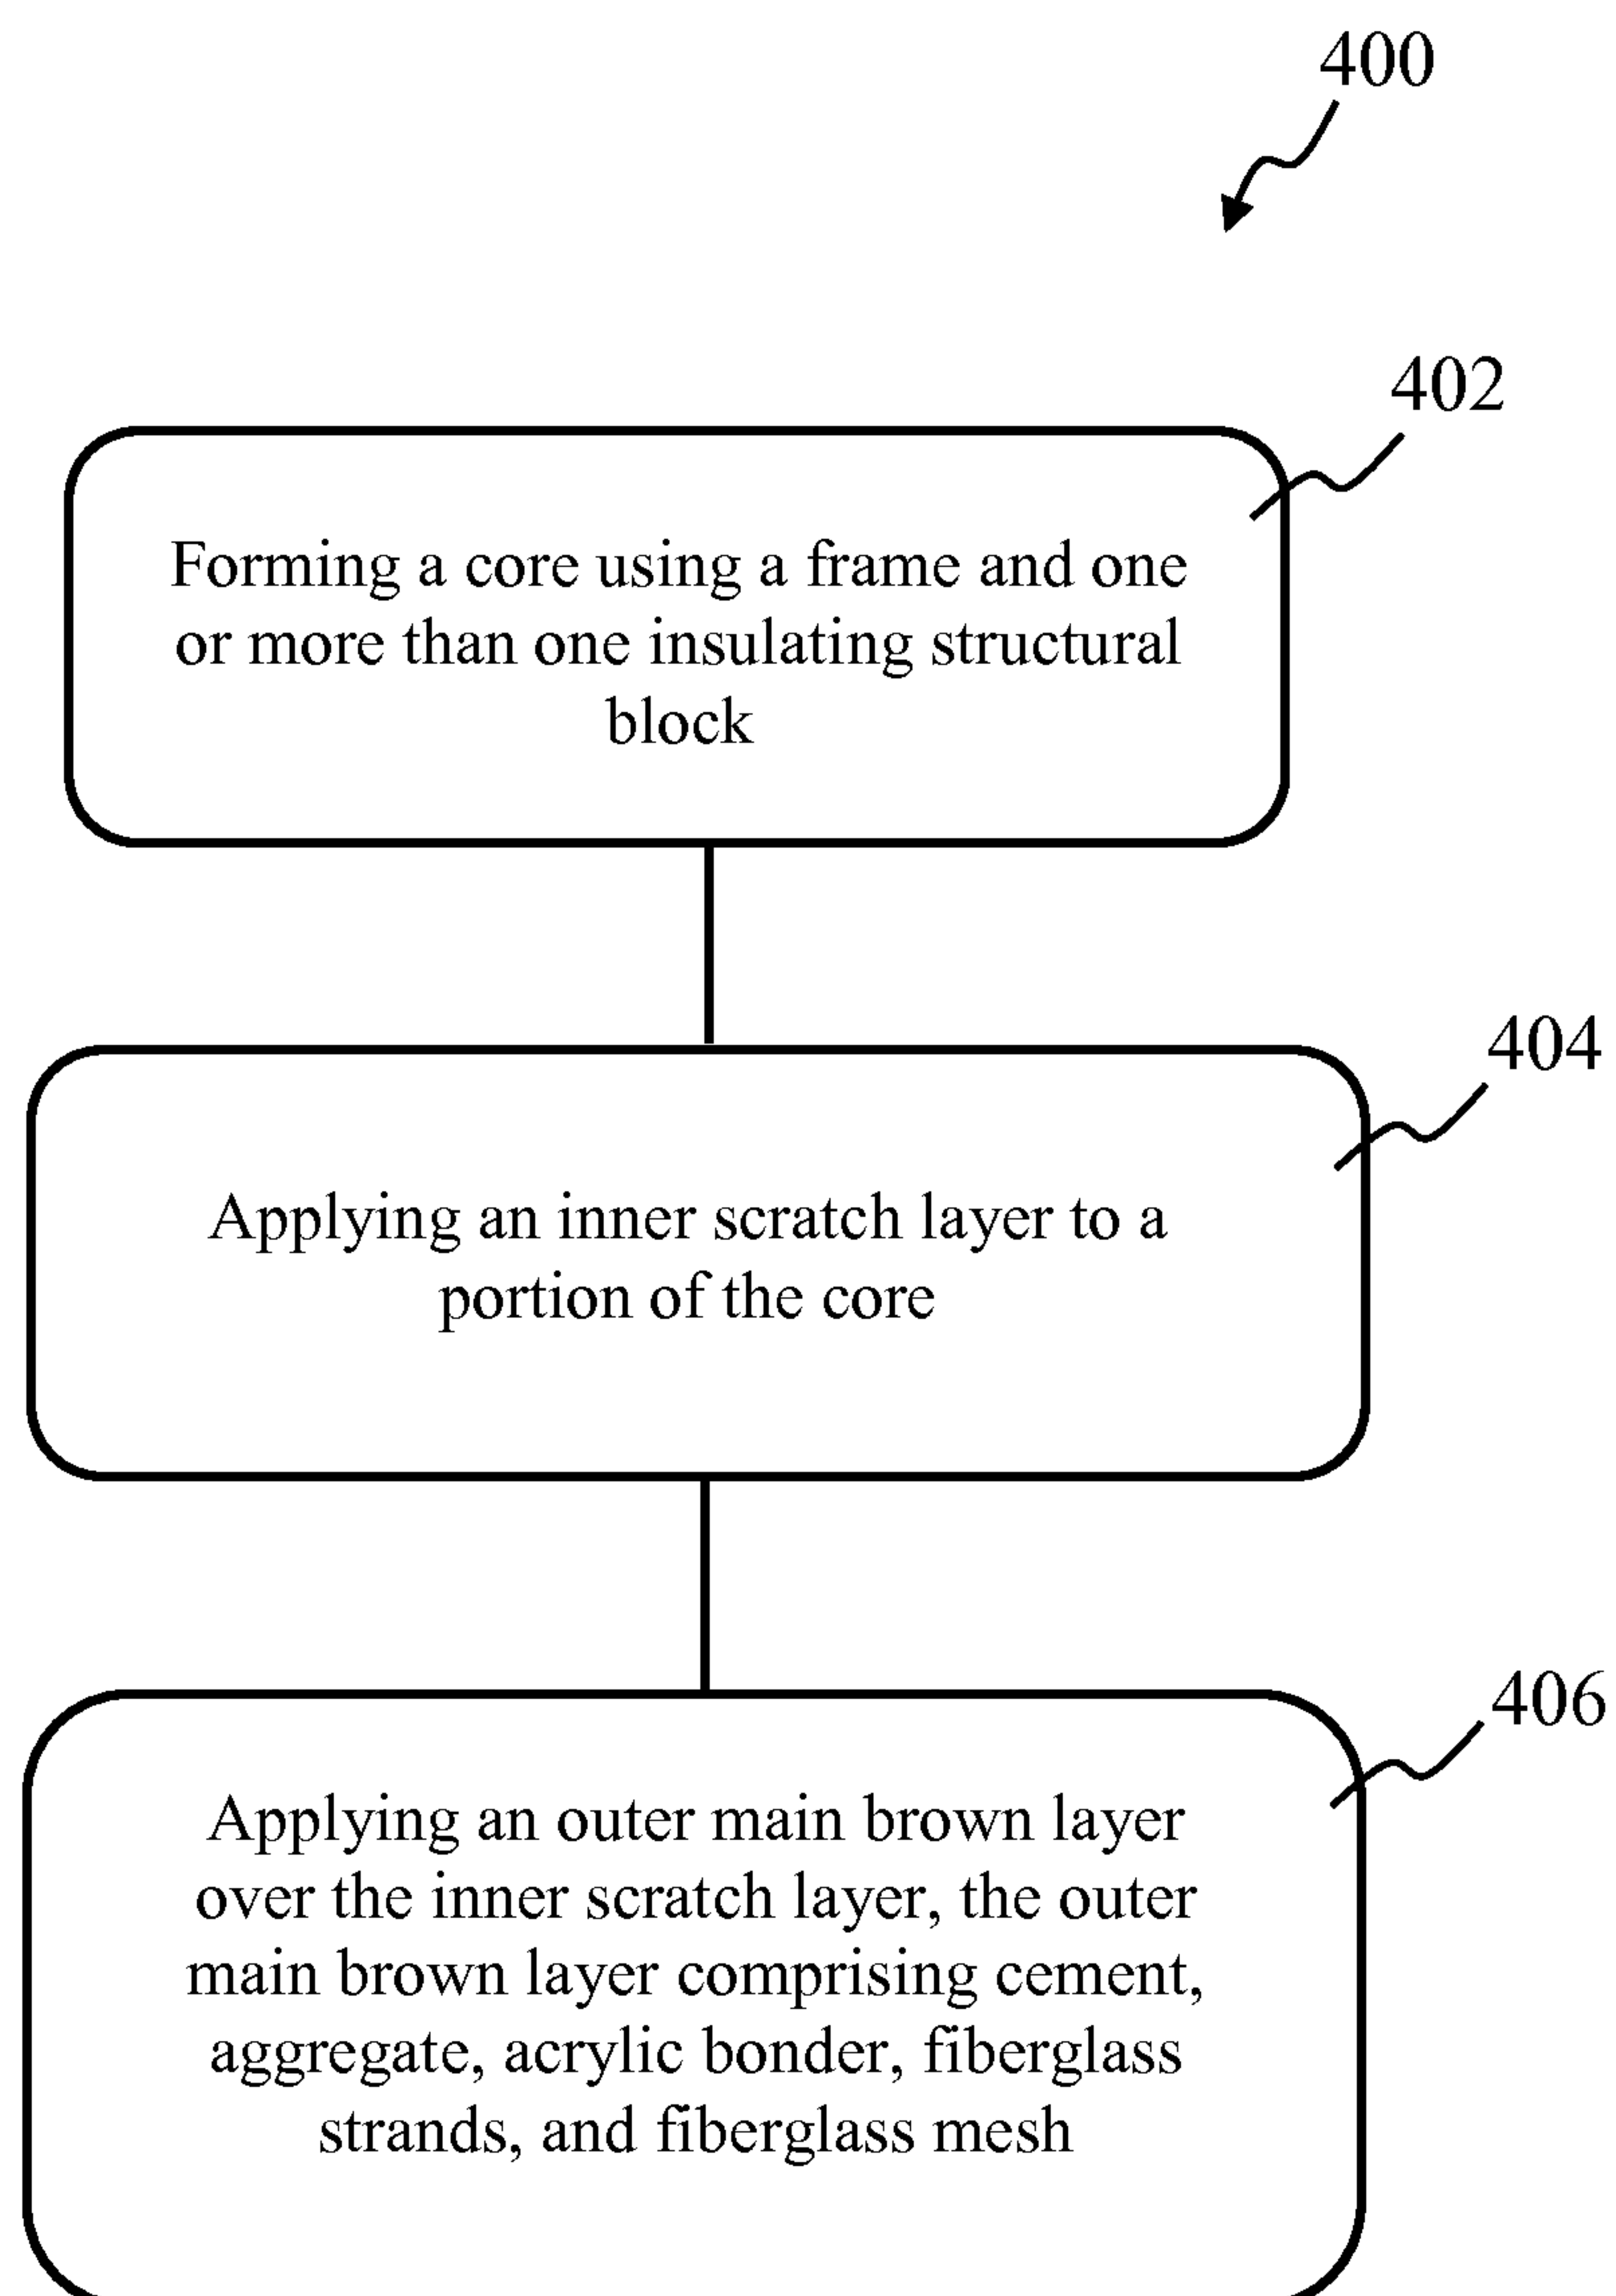 400
402
Forming a core using a frame and one
or more than one insulating structural
block
404
Applying an inner scratch layer to a
portion of the core
406
Applying an outer main brown layer
over the inner scratch layer, the outer
main brown layer comprising cement,
aggregate, acrylic bonder, fiberglass
strands, and fiberglass mesh